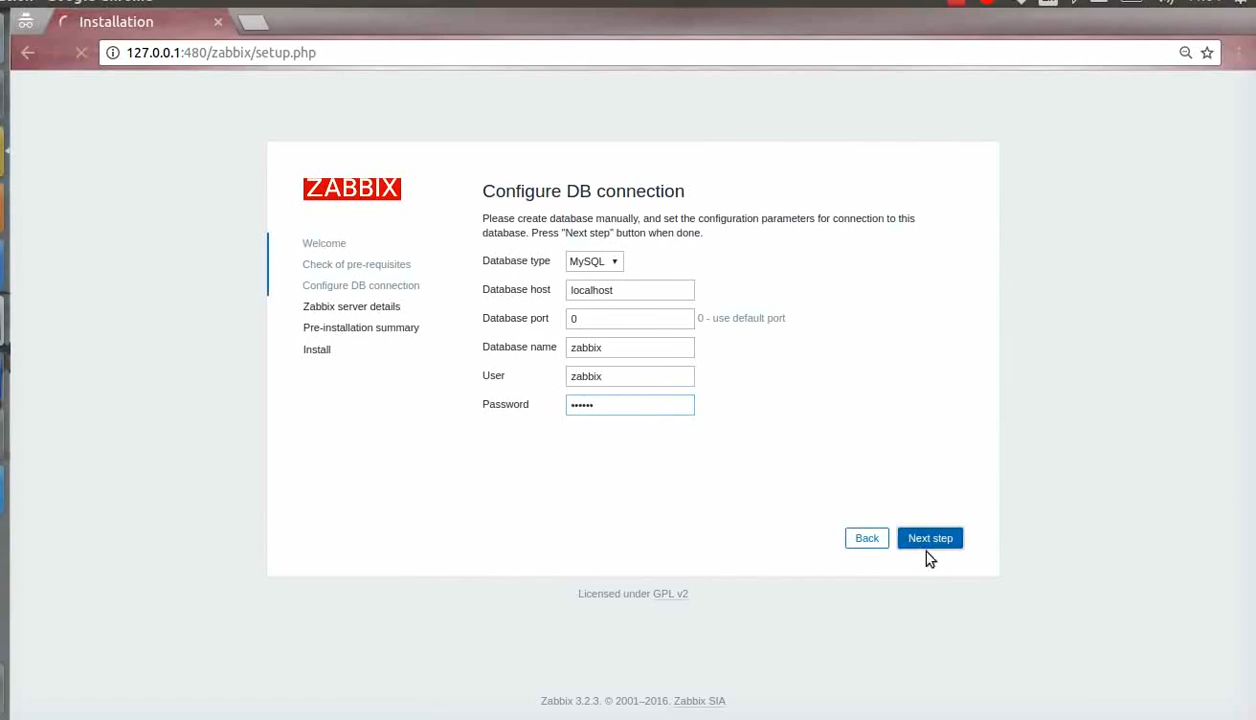 Installation
127.0.0.1:480/zabbix/setup.php
ZABBIX
Welcome
Check of pre-requisites
Configure DB connection
Zabbix server details
Pre-installation summary
Install
Configure DB connection
Please create database manually, and set the configuration parameters for connection to this
database. Press "Next step" button when done.
Database type MySQL
Database host localhost
Database port 0 0 - use default port
Database name zabbix
User zabbix
Password ••••••
Back Next step
Licensed under GPL v2
Zabbix 3.2.3. © 2001–2016. Zabbix SIA